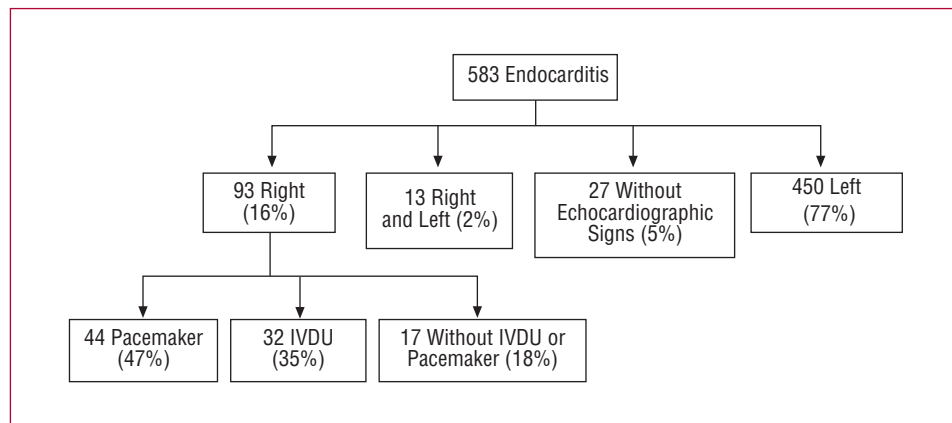 583 Endocarditis
93 Right
(16%)
13 Right
and Left (2%)
27 Without
Echocardiographic
Signs (5%)
450 Left
(77%)
44 Pacemaker
(47%)
32 IVDU
(35%)
17 Without IVDU or
Pacemaker (18%)